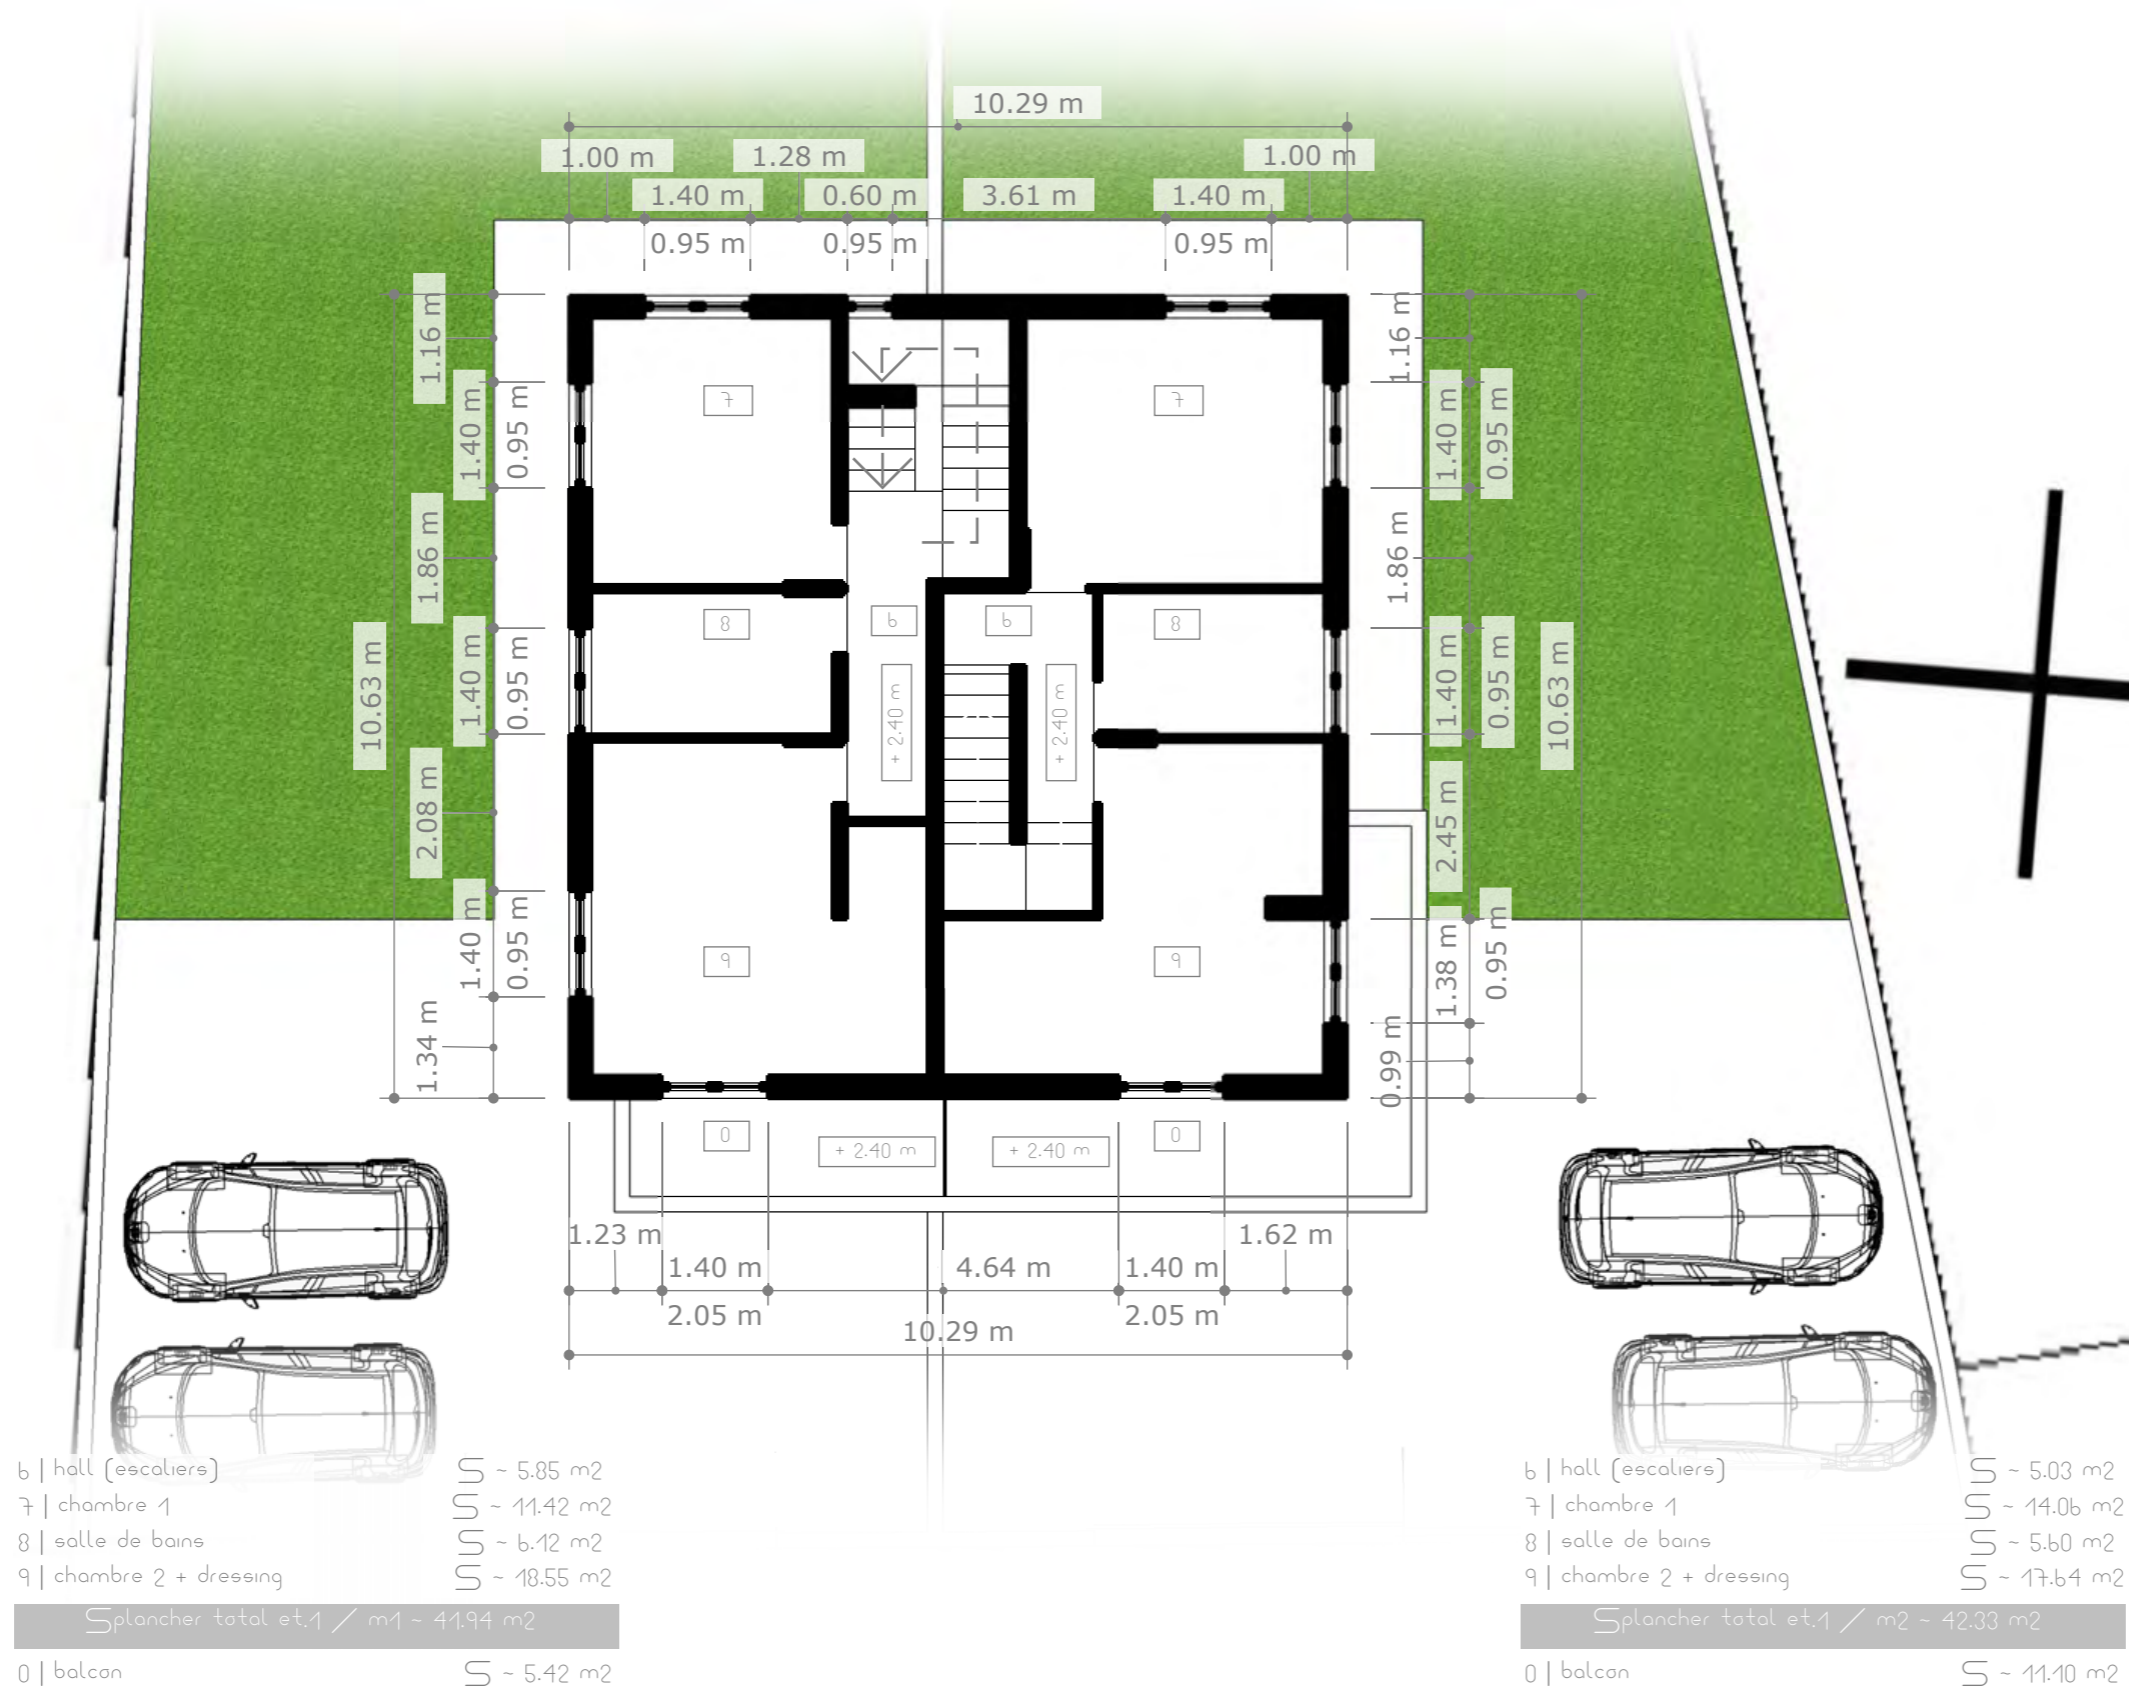 10.29 m
1.00 m 1.28 m 1.00 m
1.40 m 0.60 m 3.61 m 1.40 m
0.95 m 0.95 m 0.95 m
1.16 m
1.40 m
0.95 m
1.86 m
10.63 m
1.40 m
0.95 m
2.08 m
1.40 m
0.95 m
1.34 m
7
7
8
6
6
8
+ 2.40 m
+ 2.40 m
9
9
0
+ 2.40 m
+ 2.40 m
0
1.16 m
1.40 m
0.95 m
1.86 m
1.40 m
0.95 m
10.63 m
2.45 m
1.38 m
0.95 m
0.99 m
1.23 m 1.62 m
1.40 m 4.64 m 1.40 m
2.05 m 2.05 m
10.29 m
6 | hall (escaliers) S ~ 5.85 m2
7 | chambre 1 S ~ 11.42 m2
8 | salle de bains S ~ 6.12 m2
9 | chambre 2 + dressing S ~ 18.55 m2
Splancher total et.1 / m1 ~ 41.94 m2
0 | balcon S ~ 5.42 m2
6 | hall (escaliers) S ~ 5.03 m2
7 | chambre 1 S ~ 14.06 m2
8 | salle de bains S ~ 5.60 m2
9 | chambre 2 + dressing S ~ 17.64 m2
Splancher total et.1 / m2 ~ 42.33 m2
0 | balcon S ~ 11.10 m2